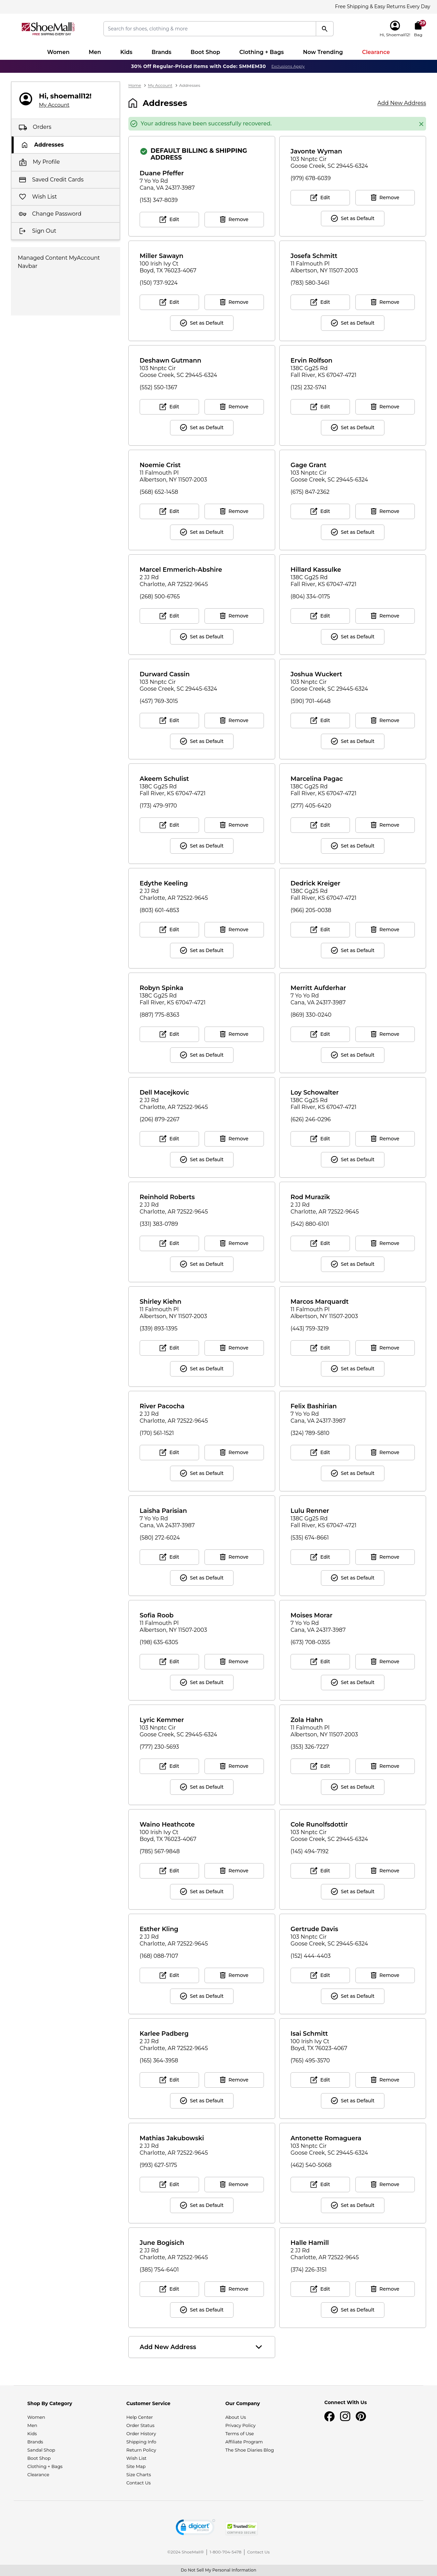 Free Shipping & Easy Returns Every Day
ShoeMall
FREE SHIPPING EVERY DAY
Search for shoes, clothing & more
Hi, Shoemall12!
Bag
Women Men Kids Brands Boot Shop Clothing + Bags Now Trending Clearance
30% Off Regular-Priced Items with Code: SMMEM30 Exclusions Apply
Hi, shoemall12!
My Account
Orders
Addresses
My Profile
Saved Credit Cards
Wish List
Change Password
Sign Out
Managed Content MyAccount
Navbar
Home > My Account > Addresses
Addresses
Add New Address
Your address have been successfully recovered.
DEFAULT BILLING & SHIPPING
ADDRESS
Duane Pfeffer
7 Yo Yo Rd
Cana, VA 24317-3987
(153) 347-8039
Edit Remove
Javonte Wyman
103 Nnptc Cir
Goose Creek, SC 29445-6324
(979) 678-6039
Edit Remove
Set as Default
Miller Sawayn
100 Irish Ivy Ct
Boyd, TX 76023-4067
(150) 737-9224
Edit Remove
Set as Default
Josefa Schmitt
11 Falmouth Pl
Albertson, NY 11507-2003
(783) 580-3461
Edit Remove
Set as Default
Deshawn Gutmann
103 Nnptc Cir
Goose Creek, SC 29445-6324
(552) 550-1367
Edit Remove
Set as Default
Ervin Rolfson
138C Gg25 Rd
Fall River, KS 67047-4721
(125) 232-5741
Edit Remove
Set as Default
Noemie Crist
11 Falmouth Pl
Albertson, NY 11507-2003
(568) 652-1458
Edit Remove
Set as Default
Gage Grant
103 Nnptc Cir
Goose Creek, SC 29445-6324
(675) 847-2362
Edit Remove
Set as Default
Marcel Emmerich-Abshire
2 JJ Rd
Charlotte, AR 72522-9645
(268) 500-6765
Edit Remove
Set as Default
Hillard Kassulke
138C Gg25 Rd
Fall River, KS 67047-4721
(804) 334-0175
Edit Remove
Set as Default
Durward Cassin
103 Nnptc Cir
Goose Creek, SC 29445-6324
(457) 769-3015
Edit Remove
Set as Default
Joshua Wuckert
103 Nnptc Cir
Goose Creek, SC 29445-6324
(590) 701-4648
Edit Remove
Set as Default
Akeem Schulist
138C Gg25 Rd
Fall River, KS 67047-4721
(173) 479-9170
Edit Remove
Set as Default
Marcelina Pagac
138C Gg25 Rd
Fall River, KS 67047-4721
(277) 405-6420
Edit Remove
Set as Default
Edythe Keeling
2 JJ Rd
Charlotte, AR 72522-9645
(803) 601-4853
Edit Remove
Set as Default
Dedrick Kreiger
138C Gg25 Rd
Fall River, KS 67047-4721
(966) 205-0038
Edit Remove
Set as Default
Robyn Spinka
138C Gg25 Rd
Fall River, KS 67047-4721
(887) 775-8363
Edit Remove
Set as Default
Merritt Aufderhar
7 Yo Yo Rd
Cana, VA 24317-3987
(869) 330-0240
Edit Remove
Set as Default
Dell Macejkovic
2 JJ Rd
Charlotte, AR 72522-9645
(206) 879-2267
Edit Remove
Set as Default
Loy Schowalter
138C Gg25 Rd
Fall River, KS 67047-4721
(626) 246-0296
Edit Remove
Set as Default
Reinhold Roberts
2 JJ Rd
Charlotte, AR 72522-9645
(331) 383-0789
Edit Remove
Set as Default
Rod Murazik
2 JJ Rd
Charlotte, AR 72522-9645
(542) 880-6101
Edit Remove
Set as Default
Shirley Kiehn
11 Falmouth Pl
Albertson, NY 11507-2003
(339) 893-1395
Edit Remove
Set as Default
Marcos Marquardt
11 Falmouth Pl
Albertson, NY 11507-2003
(443) 759-3219
Edit Remove
Set as Default
River Pacocha
2 JJ Rd
Charlotte, AR 72522-9645
(170) 561-1521
Edit Remove
Set as Default
Felix Bashirian
7 Yo Yo Rd
Cana, VA 24317-3987
(324) 789-5810
Edit Remove
Set as Default
Laisha Parisian
7 Yo Yo Rd
Cana, VA 24317-3987
(580) 272-6024
Edit Remove
Set as Default
Lulu Renner
138C Gg25 Rd
Fall River, KS 67047-4721
(535) 674-8661
Edit Remove
Set as Default
Sofia Roob
11 Falmouth Pl
Albertson, NY 11507-2003
(198) 635-6305
Edit Remove
Set as Default
Moises Morar
7 Yo Yo Rd
Cana, VA 24317-3987
(673) 708-0355
Edit Remove
Set as Default
Lyric Kemmer
103 Nnptc Cir
Goose Creek, SC 29445-6324
(777) 230-5693
Edit Remove
Set as Default
Zola Hahn
11 Falmouth Pl
Albertson, NY 11507-2003
(353) 326-7227
Edit Remove
Set as Default
Waino Heathcote
100 Irish Ivy Ct
Boyd, TX 76023-4067
(785) 567-9848
Edit Remove
Set as Default
Cole Runolfsdottir
103 Nnptc Cir
Goose Creek, SC 29445-6324
(145) 494-7192
Edit Remove
Set as Default
Esther Kling
2 JJ Rd
Charlotte, AR 72522-9645
(168) 088-7107
Edit Remove
Set as Default
Gertrude Davis
103 Nnptc Cir
Goose Creek, SC 29445-6324
(152) 444-4403
Edit Remove
Set as Default
Karlee Padberg
2 JJ Rd
Charlotte, AR 72522-9645
(165) 364-3958
Edit Remove
Set as Default
Isai Schmitt
100 Irish Ivy Ct
Boyd, TX 76023-4067
(765) 495-3570
Edit Remove
Set as Default
Mathias Jakubowski
2 JJ Rd
Charlotte, AR 72522-9645
(993) 627-5175
Edit Remove
Set as Default
Antonette Romaguera
103 Nnptc Cir
Goose Creek, SC 29445-6324
(462) 540-5068
Edit Remove
Set as Default
June Bogisich
2 JJ Rd
Charlotte, AR 72522-9645
(385) 754-6401
Edit Remove
Set as Default
Halle Hamill
2 JJ Rd
Charlotte, AR 72522-9645
(374) 226-3151
Edit Remove
Set as Default
Add New Address
Shop By Category
Women
Men
Kids
Brands
Sandal Shop
Boot Shop
Clothing + Bags
Clearance
Customer Service
Help Center
Order Status
Order History
Shipping Info
Return Policy
Wish List
Site Map
Size Charts
Contact Us
Our Company
About Us
Privacy Policy
Terms of Use
Affiliate Program
The Shoe Diaries Blog
Connect With Us
digicert
TrustedSite
CERTIFIED SECURE
©2024 ShoeMall® | 1-800-704-5478 | Contact Us
Do Not Sell My Personal Information